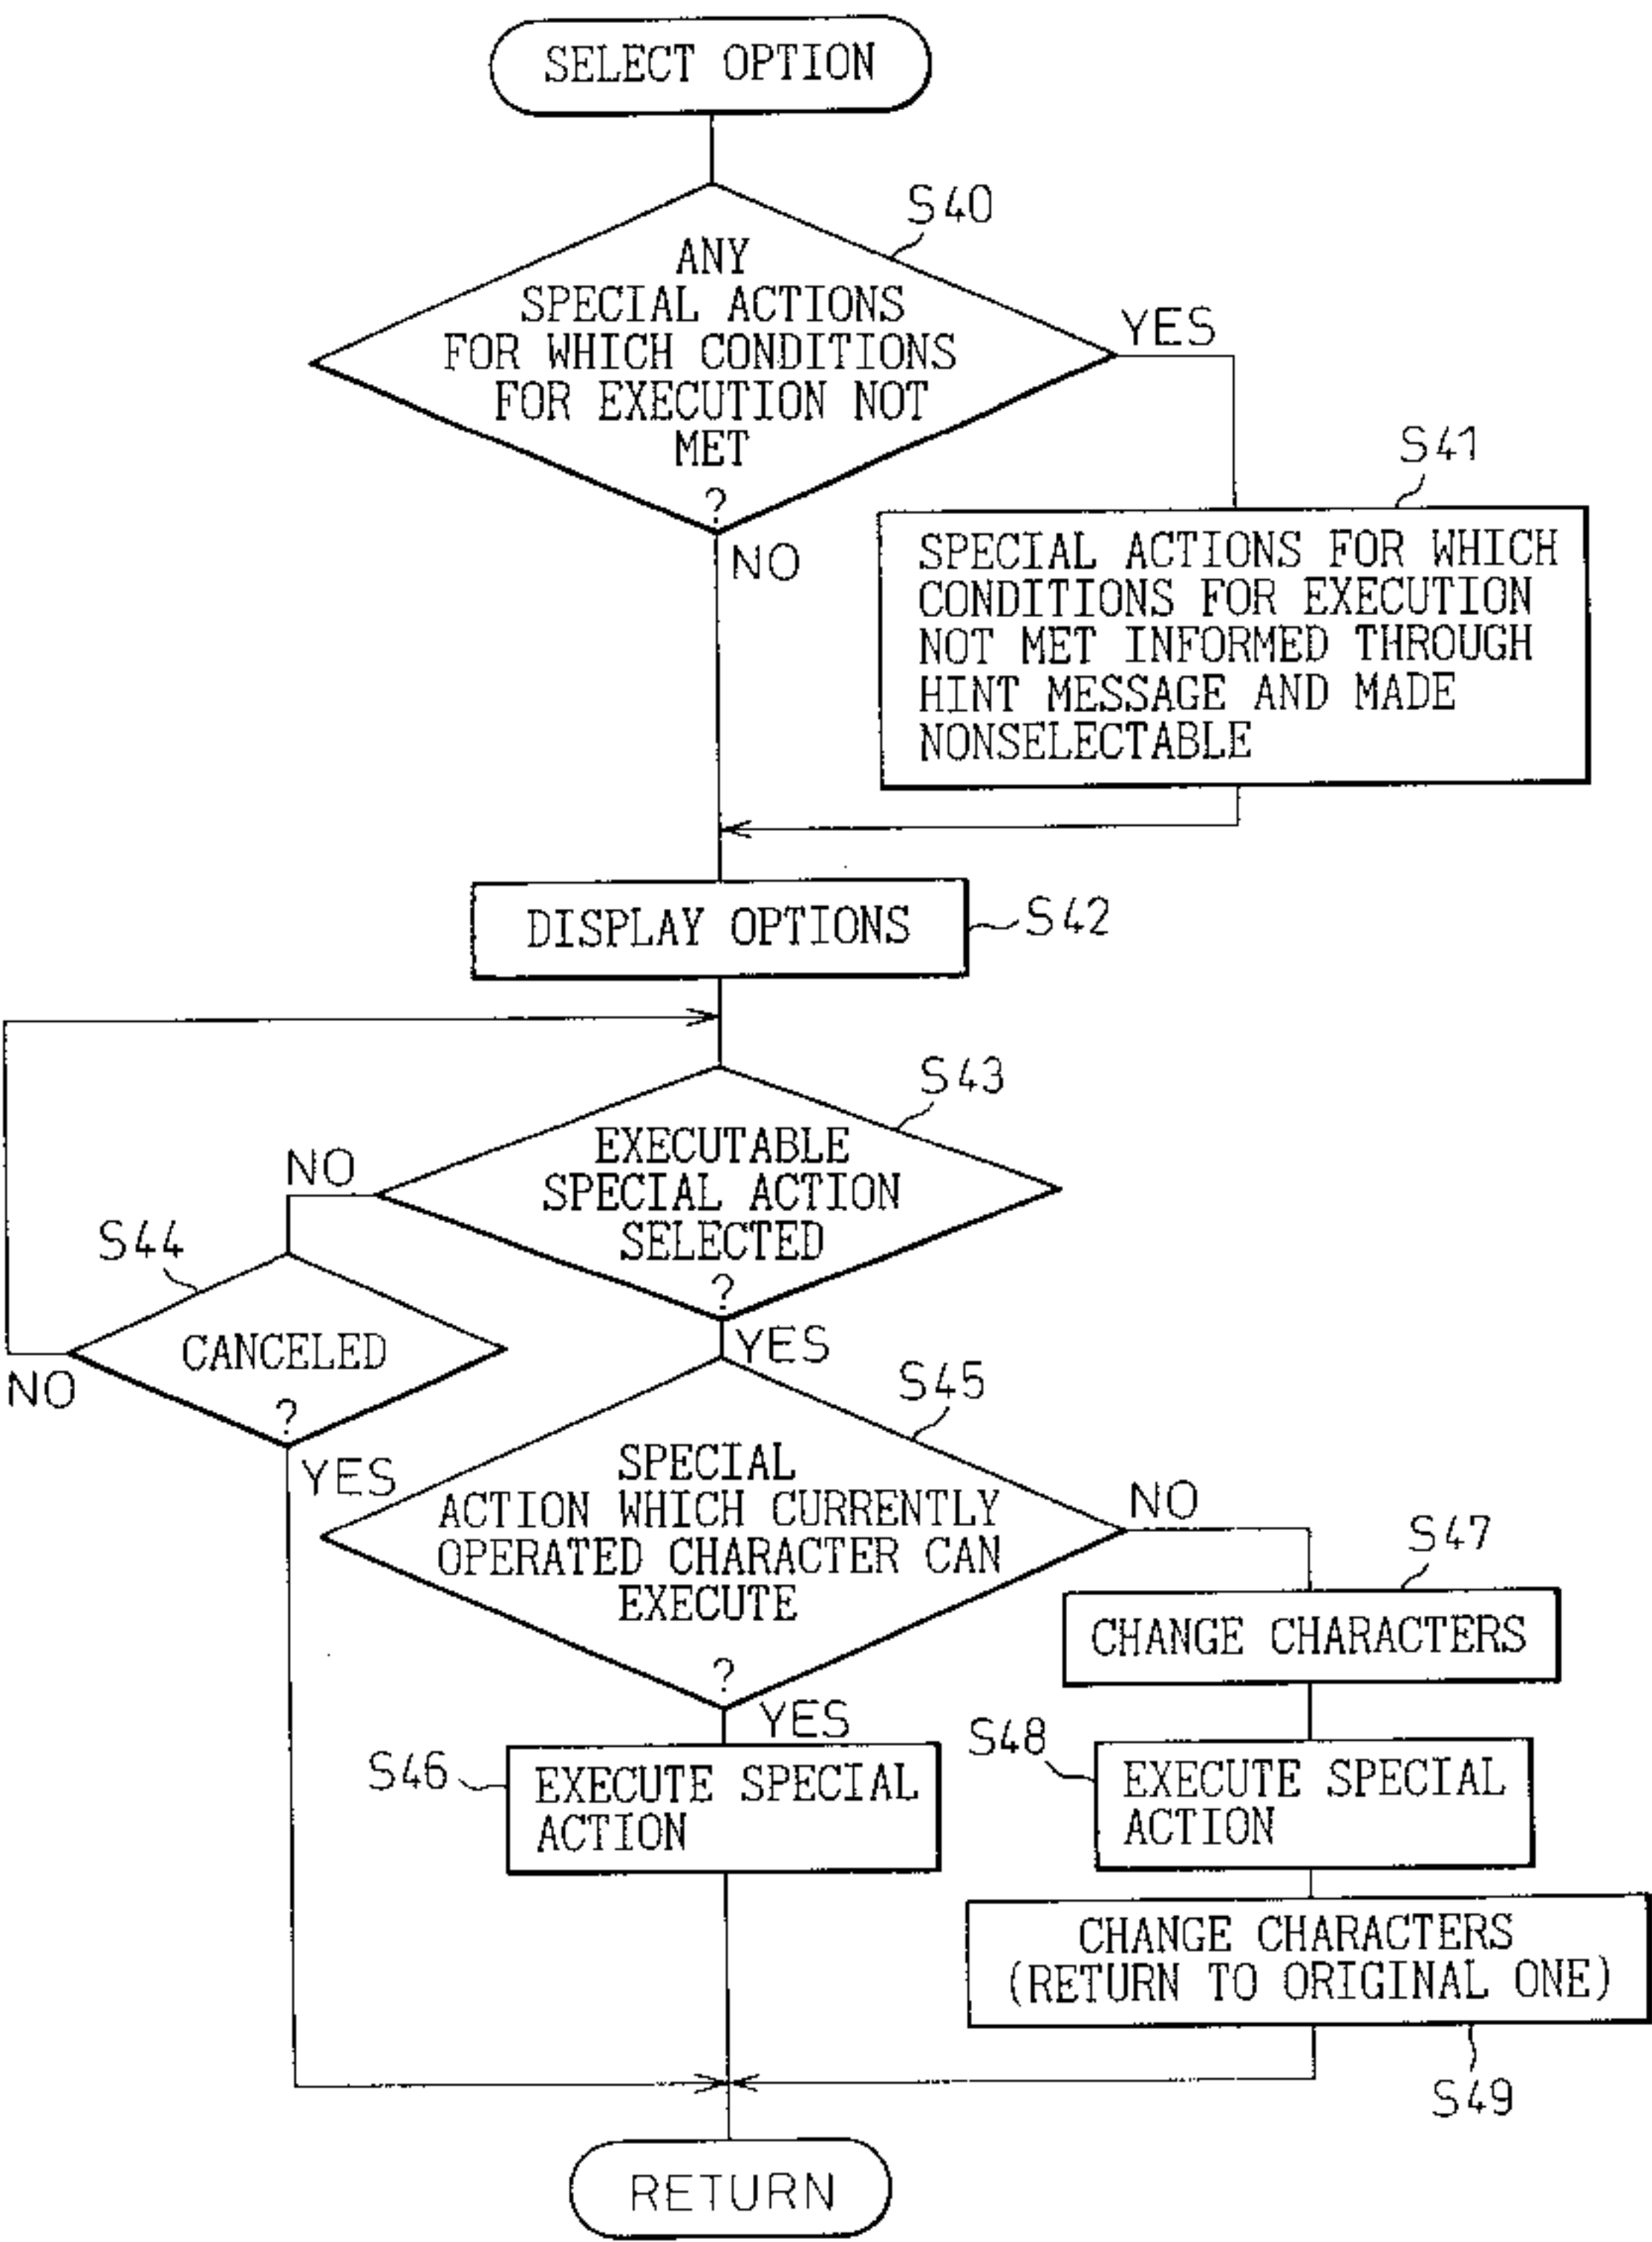 SELECT OPTION
S40
ANY
SPECIAL ACTIONS
FOR WHICH CONDITIONS
FOR EXECUTION NOT
MET
?
YES
NO
S41
SPECIAL ACTIONS FOR WHICH
CONDITIONS FOR EXECUTION
NOT MET INFORMED THROUGH
HINT MESSAGE AND MADE
NONSELECTABLE
DISPLAY OPTIONS
S42
S43
EXECUTABLE
SPECIAL ACTION
SELECTED
?
NO
YES
S44
CANCELED
?
NO
YES
S45
SPECIAL
ACTION WHICH CURRENTLY
OPERATED CHARACTER CAN
EXECUTE
?
NO
YES
S46
EXECUTE SPECIAL
ACTION
S47
CHANGE CHARACTERS
S48
EXECUTE SPECIAL
ACTION
CHANGE CHARACTERS
(RETURN TO ORIGINAL ONE)
S49
RETURN